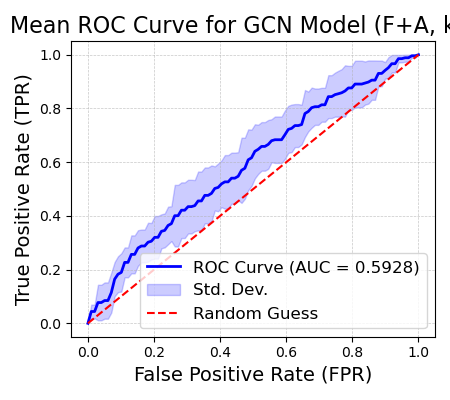 Mean ROC Curve for GCN Model (F+A, k
True Positive Rate (TPR)
1.0
0.8
0.6
0.4
0.2
0.0
ROC Curve (AUC = 0.5928)
Std. Dev.
Random Guess
0.0 0.2 0.4 0.6 0.8 1.0
False Positive Rate (FPR)